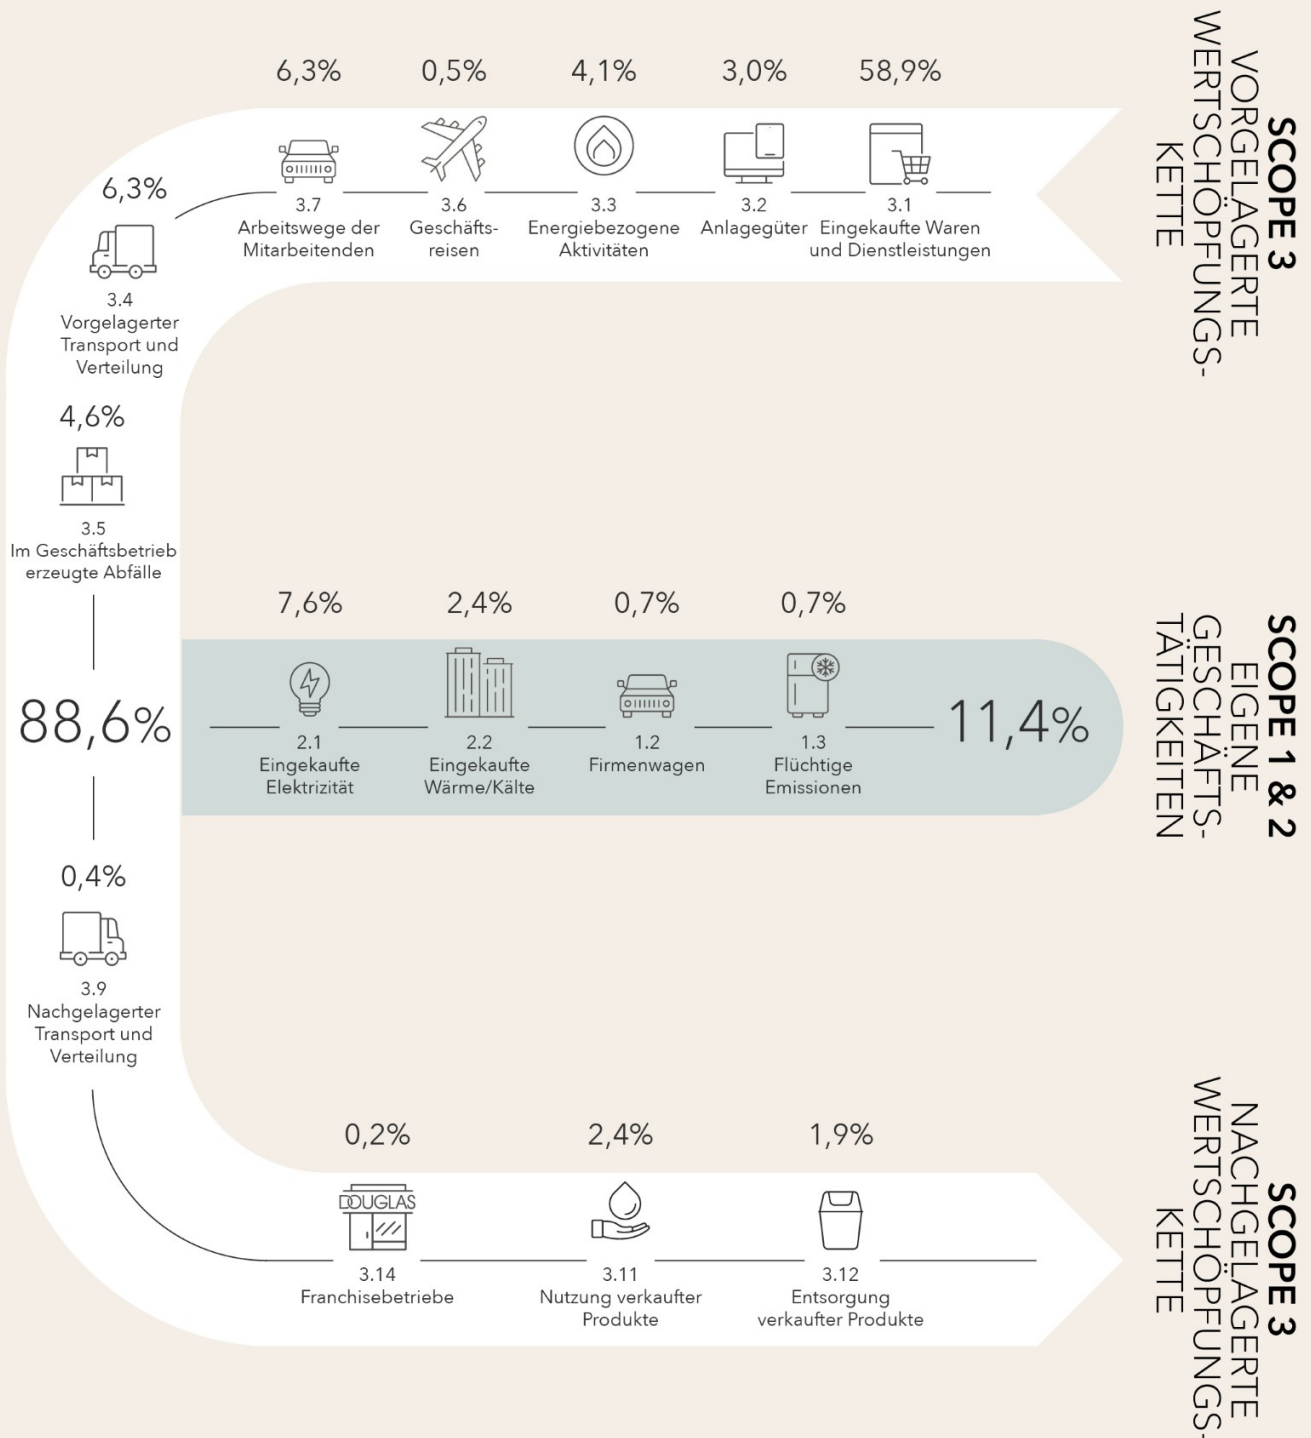 SCOPE 3
VORGELAGERTE
WERTSCHÖPFUNGS-
KETTE
58,9%
3.1
Eingekaufte Waren
und Dienstleistungen
3,0%
3.2
Anlagegüter
4,1%
3.3
Energiebezogene
Aktivitäten
0,5%
3.6
Geschäfts-
reisen
6,3%
3.7
Arbeitswege der
Mitarbeitenden
6,3%
3.4
Vorgelagerter
Transport und
Verteilung
4,6%
3.5
Im Geschäftsbetrieb
erzeugte Abfälle
88,6%
SCOPE 1 & 2
EIGENE
GESCHÄFTS-
TÄTIGKEITEN
7,6%
2.1
Eingekaufte
Elektrizität
2,4%
2.2
Eingekaufte
Wärme/Kälte
0,7%
1.2
Firmenwagen
0,7%
1.3
Flüchtige
Emissionen
11,4%
0,4%
3.9
Nachgelagerter
Transport und
Verteilung
0,2%
DOUGLAS
3.14
Franchisebetriebe
2,4%
3.11
Nutzung verkaufter
Produkte
1,9%
3.12
Entsorgung
verkaufter Produkte
SCOPE 3
NACHGELAGERTE
WERTSCHÖPFUNGS-
KETTE